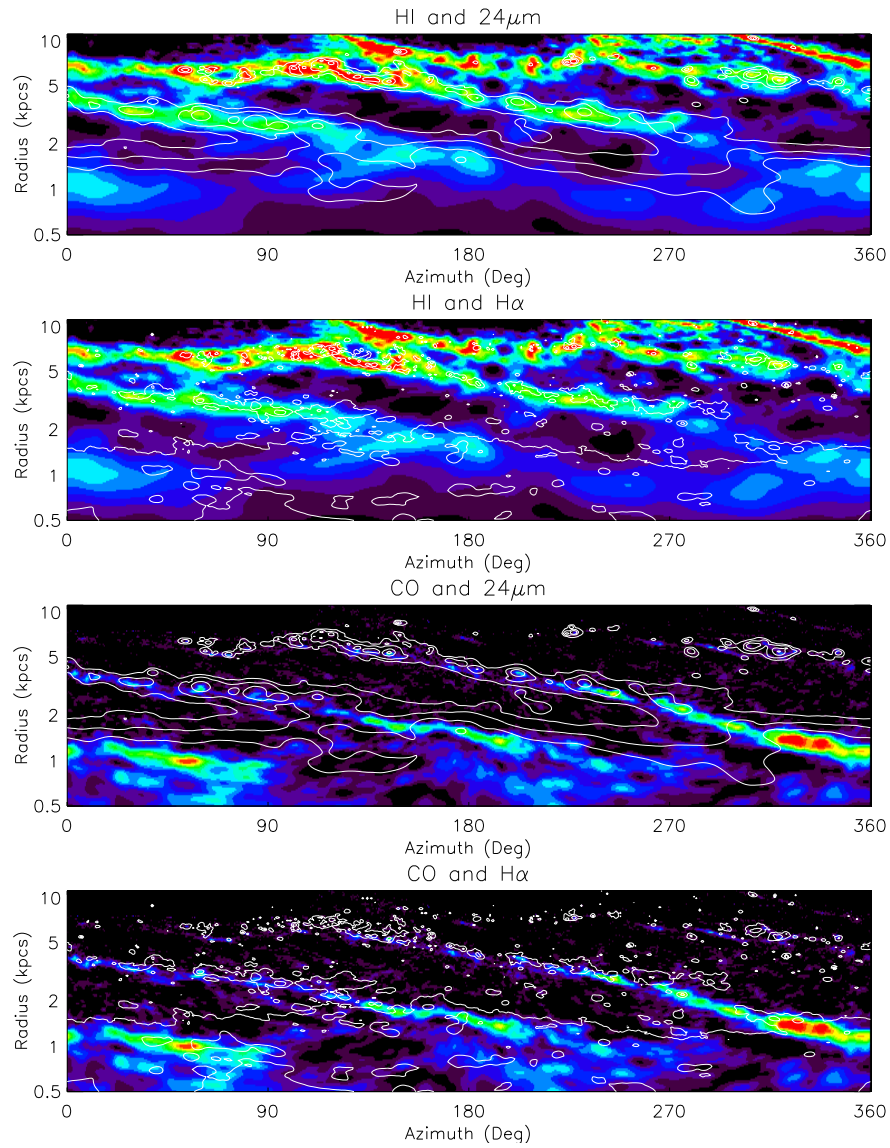 HI and 24μm
10
5
2
1
0.5
Radius (kpcs)
0 90 180 270 360
Azimuth (Deg)
HI and Hα
10
5
2
1
0.5
Radius (kpcs)
0 90 180 270 360
Azimuth (Deg)
CO and 24μm
10
5
2
1
0.5
Radius (kpcs)
0 90 180 270 360
Azimuth (Deg)
CO and Hα
10
5
2
1
0.5
Radius (kpcs)
0 90 180 270 360
Azimuth (Deg)